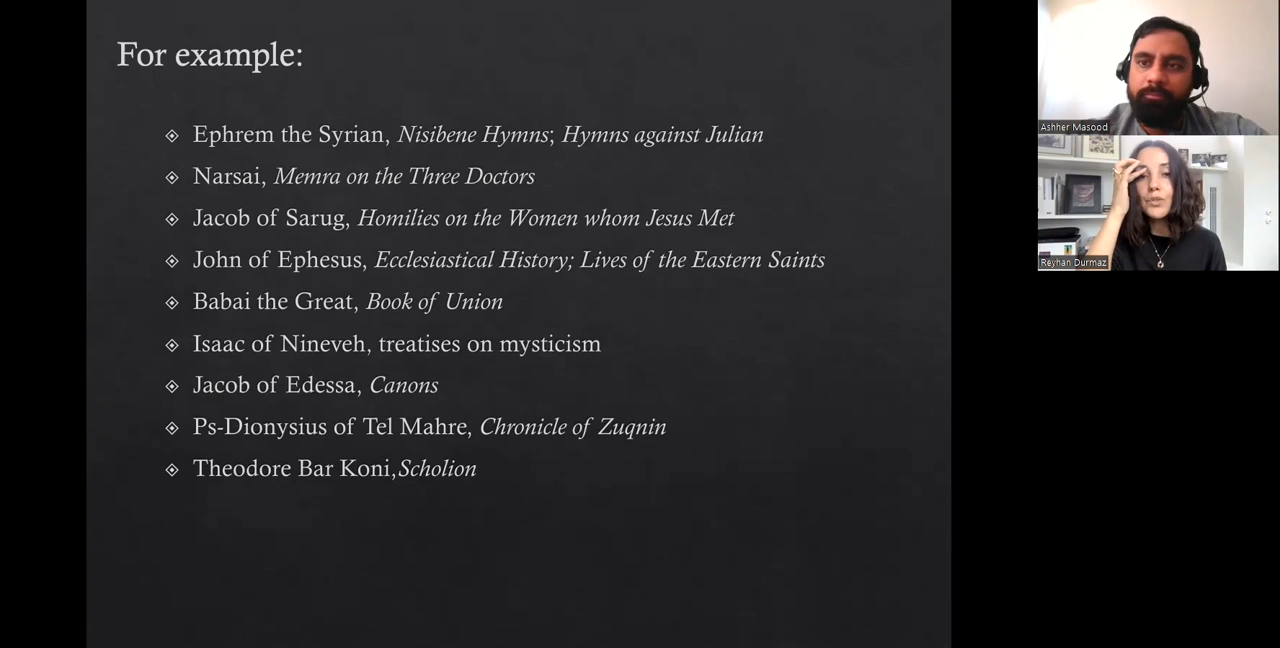 For example:
Ephrem the Syrian, Nisibene Hymns; Hymns against Julian
Narsai, Memra on the Three Doctors
Jacob of Sarug, Homilies on the Women whom Jesus Met
John of Ephesus, Ecclesiastical History; Lives of the Eastern Saints
Babai the Great, Book of Union
Isaac of Nineveh, treatises on mysticism
Jacob of Edessa, Canons
Ps-Dionysius of Tel Mahre, Chronicle of Zuqnin
Theodore Bar Koni,Scholion
Ashher Masood
Reyhan Durmaz